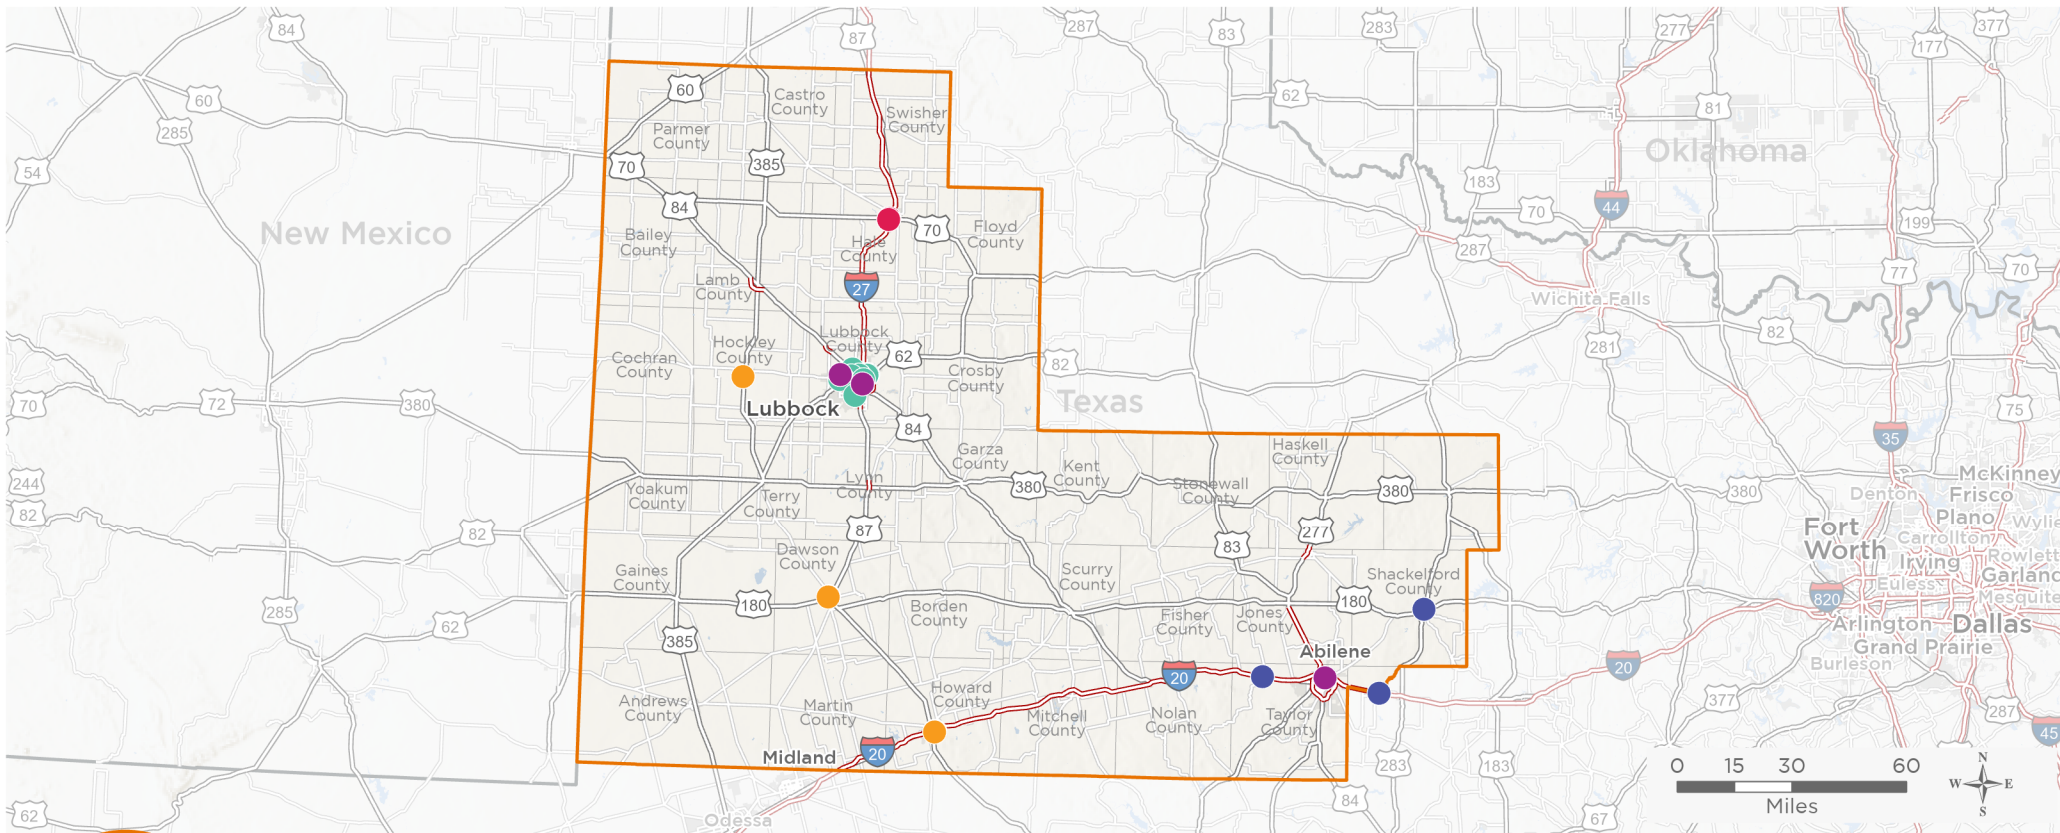 84
87
287
83
283
277
177
377
60
60
62
81
Castro
County
Swisher
County
285
Parmer
County
54
70
385
Oklahoma
183
84
44
70
199
New Mexico
70
Floyd
County
Bailey
County
Hale
County
287
77
70
Lamb
County
27
Wichita Falls
Lubbock
County
82
Hockley
County
62
281
Cochran
County
82
Crosby
County
70
72
380
Lubbock
Texas
75
84
35
Garza
County
Haskell
County
Kent
County
244
McKinney
Yoakum
County
Terry
County
Lynn
County
380
Stonewall
County
380
380
Denton
Frisco
82
Plano
82
87
83
277
Fort
Worth
Wylie
Carrollton
Dawson
County
Irving
Rowlett
Gaines
County
Scurry
County
Shackelford
County
Euless
Garland
285
180
180
820
Mesquite
62
Borden
County
Fisher
County
Jones
County
Arlington
Dallas
385
Abilene
Grand Prairie
Burleson
20
20
Andrews
County
Martin
County
Howard
County
Mitchell
County
Nolan
County
Taylor
County
377
287
45
Midland
20
283
183
N
W
E
S
0 15 30 60
Miles
84
62
Odessa
67